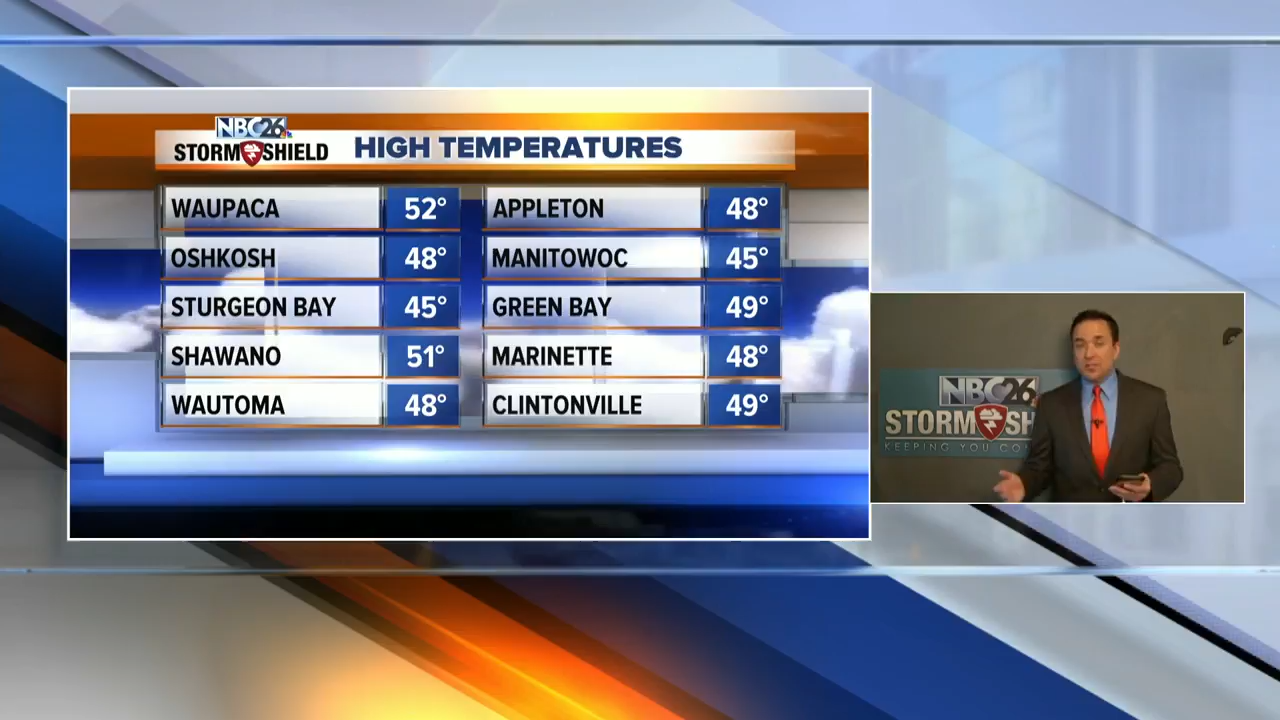 NBC26
STORM SHIELD
HIGH TEMPERATURES
WAUPACA 52° APPLETON 48°
OSHKOSH 48° MANITOWOC 45°
STURGEON BAY 45° GREEN BAY 49°
SHAWANO 51° MARINETTE 48°
WAUTOMA 48° CLINTONVILLE 49°
NBC26
STORM SH
KEEPING YOU CO